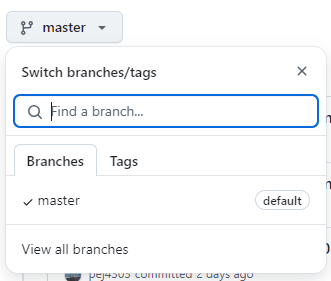 master
Switch branches/tags
Find a branch...
Branches Tags
master default
View all branches
pej4303 committed 2 days ago